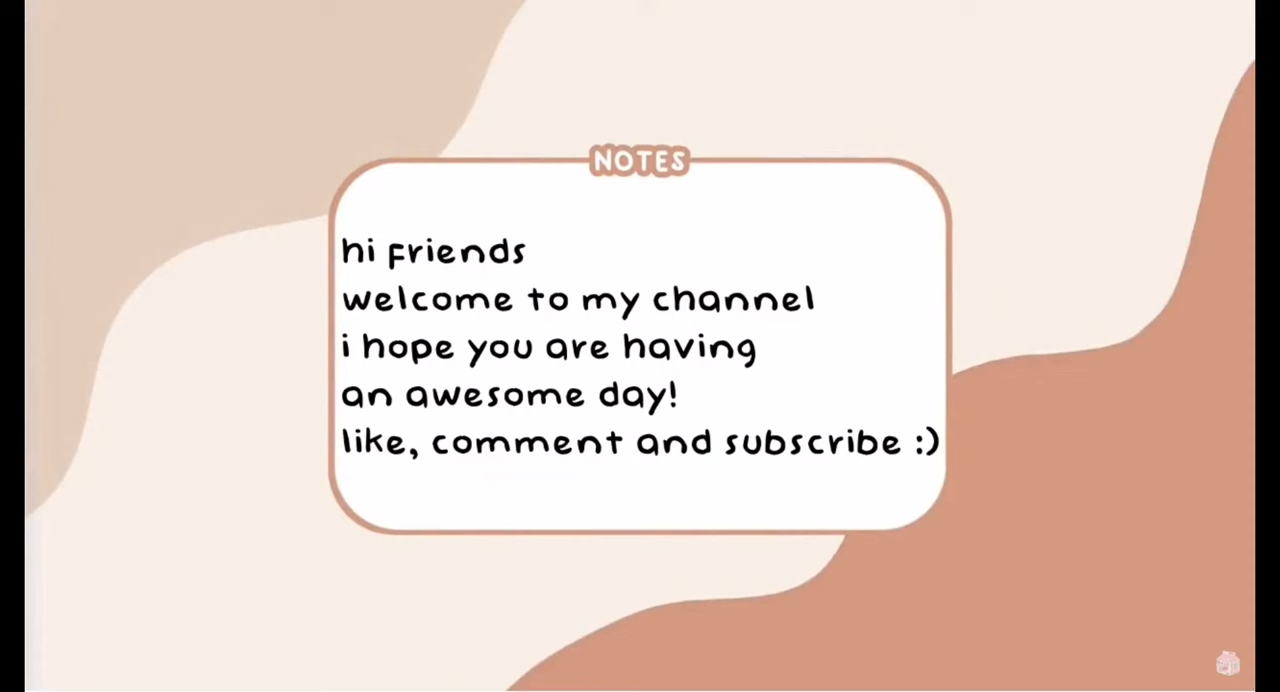 NOTES
hi friends
welcome to my channel
i hope you are having
an awesome day!
like, comment and subscribe :)